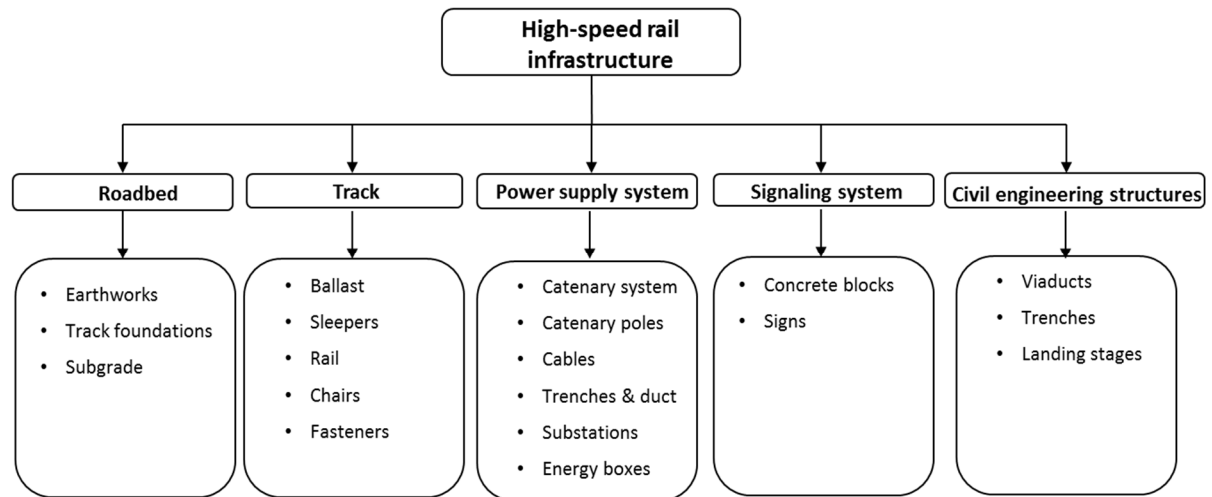 High-speed rail
infrastructure
Roadbed
Track
Power supply system
Signaling system
Civil engineering structures
• Earthworks
• Track foundations
• Subgrade
• Ballast
• Sleepers
• Rail
• Chairs
• Fasteners
• Catenary system
• Catenary poles
• Cables
• Trenches & duct
• Substations
• Energy boxes
• Concrete blocks
• Signs
• Viaducts
• Trenches
• Landing stages